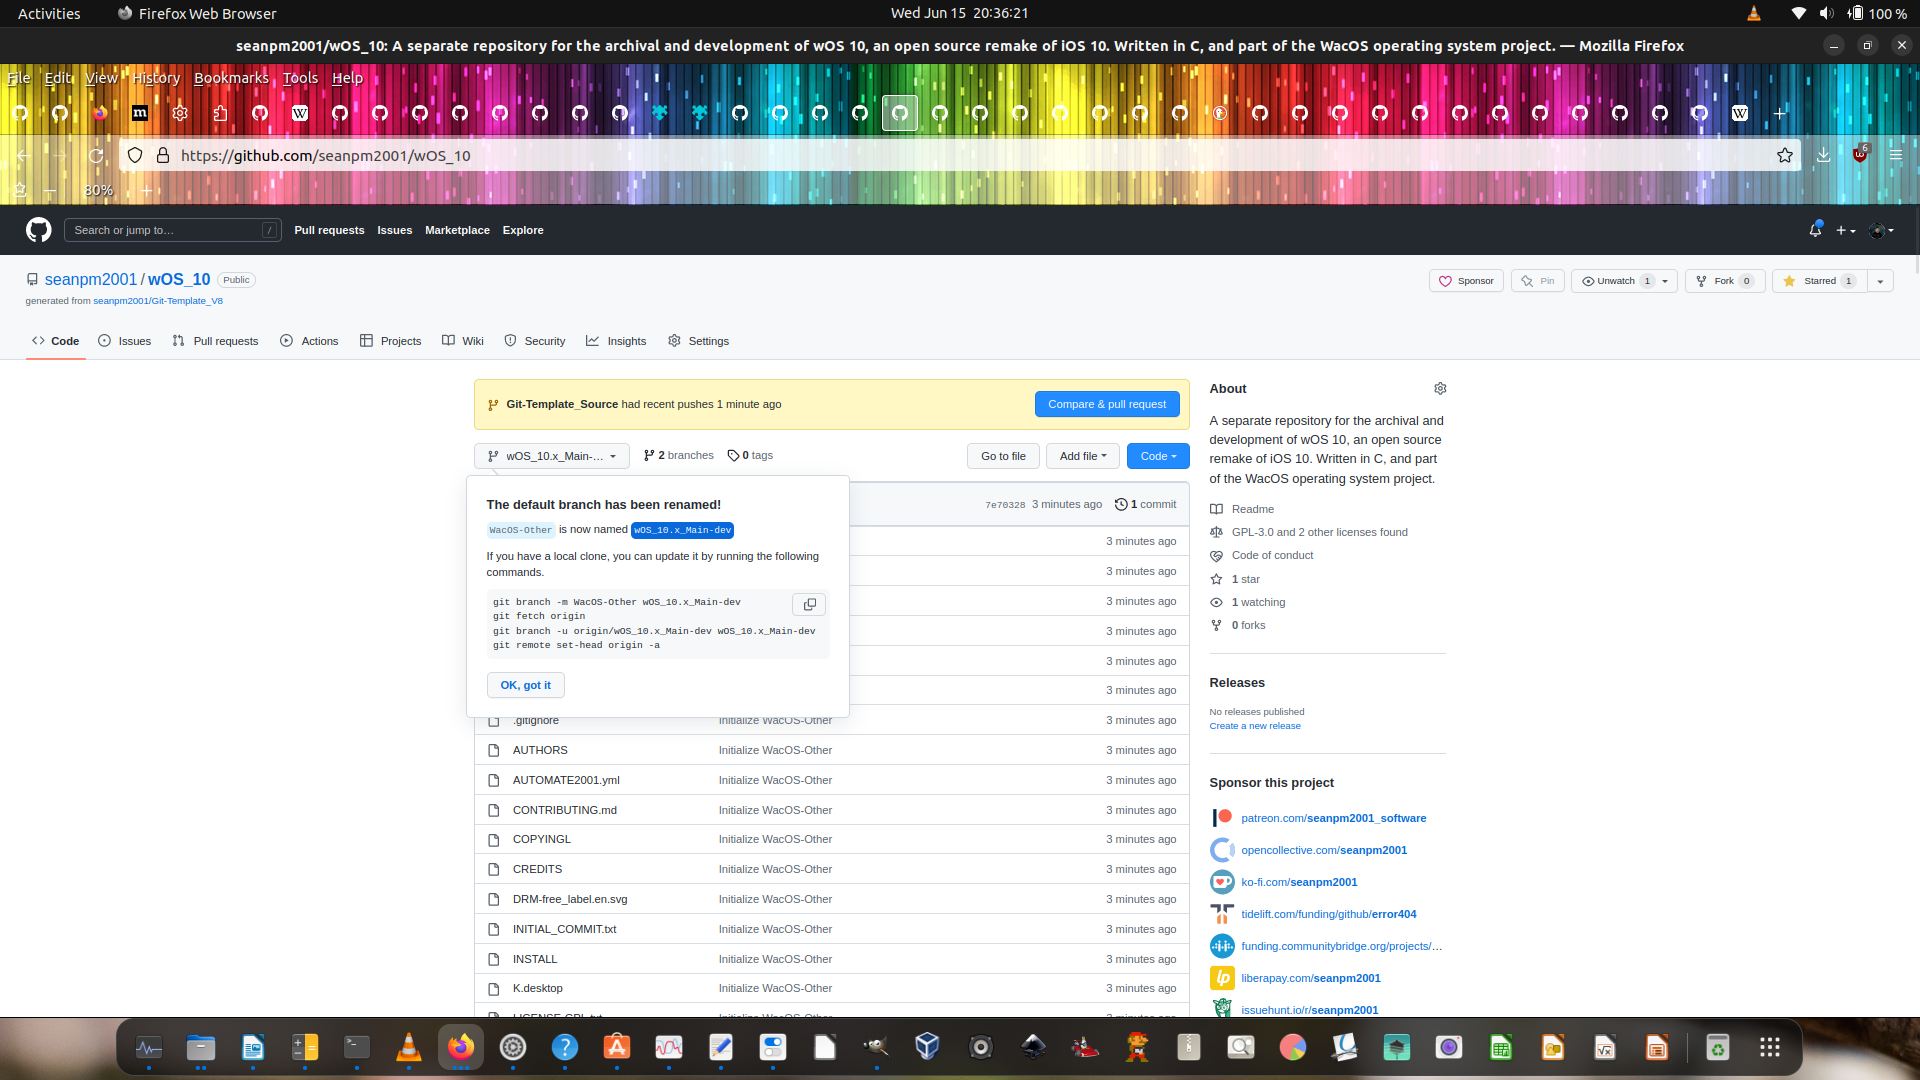 Activities
Firefox Web Browser
Wed Jun 15 20:36:21
100 %
seanpm2001/wOS_10: A separate repository for the archival and development of wOS 10, an open source remake of iOS 10. Written in C, and part of the WacOS operating system project. — Mozilla Firefox
File Edit View History Bookmarks Tools Help
https://github.com/seanpm2001/wOS_10
6
80%
Search or jump to…
/
Pull requests
Issues
Marketplace
Explore
seanpm2001 / wOS_10
Public
generated from seanpm2001/Git-Template_V8
Sponsor
Pin
Unwatch 1
Fork 0
Starred 1
Code
Issues
Pull requests
Actions
Projects
Wiki
Security
Insights
Settings
Git-Template_Source had recent pushes 1 minute ago
Compare & pull request
wOS_10.x_Main-...
2 branches
0 tags
Go to file
Add file
Code
The default branch has been renamed!
WacOS-Other is now named wOS_10.x_Main-dev
If you have a local clone, you can update it by running the following
commands.
git branch -m WacOS-Other wOS_10.x_Main-dev
git fetch origin
git branch -u origin/wOS_10.x_Main-dev wOS_10.x_Main-dev
git remote set-head origin -a
OK, got it
7e70328 3 minutes ago
1 commit
3 minutes ago
3 minutes ago
3 minutes ago
3 minutes ago
3 minutes ago
3 minutes ago
.gitignore Initialize WacOS-Other 3 minutes ago
AUTHORS Initialize WacOS-Other 3 minutes ago
AUTOMATE2001.yml Initialize WacOS-Other 3 minutes ago
CONTRIBUTING.md Initialize WacOS-Other 3 minutes ago
COPYINGL Initialize WacOS-Other 3 minutes ago
CREDITS Initialize WacOS-Other 3 minutes ago
DRM-free_label.en.svg Initialize WacOS-Other 3 minutes ago
INITIAL_COMMIT.txt Initialize WacOS-Other 3 minutes ago
INSTALL Initialize WacOS-Other 3 minutes ago
K.desktop Initialize WacOS-Other 3 minutes ago
LICENSE-GPL.txt Initialize WacOS-Other 3 minutes ago
About
A separate repository for the archival and
development of wOS 10, an open source
remake of iOS 10. Written in C, and part
of the WacOS operating system project.
Readme
GPL-3.0 and 2 other licenses found
Code of conduct
1 star
1 watching
0 forks
Releases
No releases published
Create a new release
Sponsor this project
patreon.com/seanpm2001_software
opencollective.com/seanpm2001
ko-fi.com/seanpm2001
tidelift.com/funding/github/error404
funding.communitybridge.org/projects/…
liberapay.com/seanpm2001
issuehunt.io/r/seanpm2001